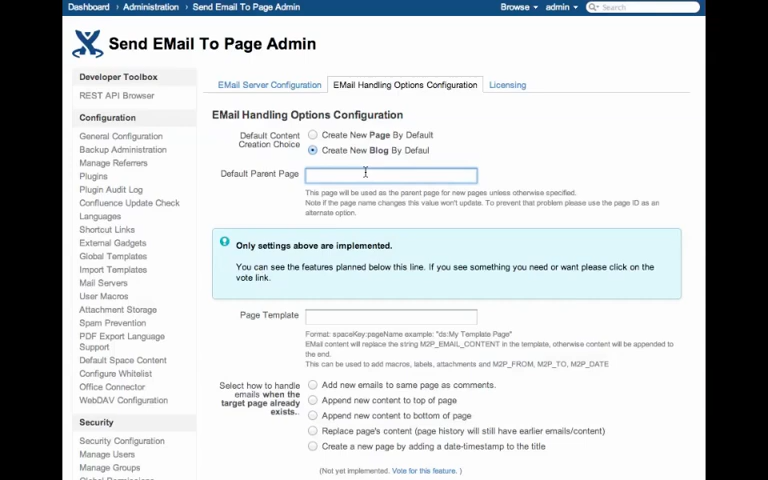 Dashboard › Administration › Send Email To Page Admin
Browse admin Search
Send EMail To Page Admin
Developer Toolbox
REST API Browser
Configuration
General Configuration
Backup Administration
Manage Referrers
Plugins
Plugin Audit Log
Confluence Update Check
Languages
Shortcut Links
External Gadgets
Global Templates
Import Templates
Mail Servers
User Macros
Attachment Storage
Spam Prevention
PDF Export Language
Support
Default Space Content
Configure Whitelist
Office Connector
WebDAV Configuration
Security
Security Configuration
Manage Users
Manage Groups
EMail Server Configuration EMail Handling Options Configuration Licensing
EMail Handling Options Configuration
Default Content
Creation Choice
Create New Page By Default
Create New Blog By Defaul
Default Parent Page
This page will be used as the parent page for new pages unless otherwise specified.
Note if the page name changes this value won't update. To prevent that problem please use the page ID as an
alternate option.
Only settings above are implemented.
You can see the features planned below this line. If you see something you need or want please click on the
vote link.
Page Template
Format: spaceKey:pageName example: "ds:My Template Page"
EMail content will replace the string M2P_EMAIL_CONTENT in the template, otherwise content will be appended to
the end.
This can be used to add macros, labels, attachments and M2P_FROM, M2P_TO, M2P_DATE
Select how to handle
emails when the
target page already
exists..
Add new emails to same page as comments.
Append new content to top of page
Append new content to bottom of page
Replace page's content (page history will still have earlier emails/content)
Create a new page by adding a date-timestamp to the title
(Not yet implemented. Vote for this feature. )